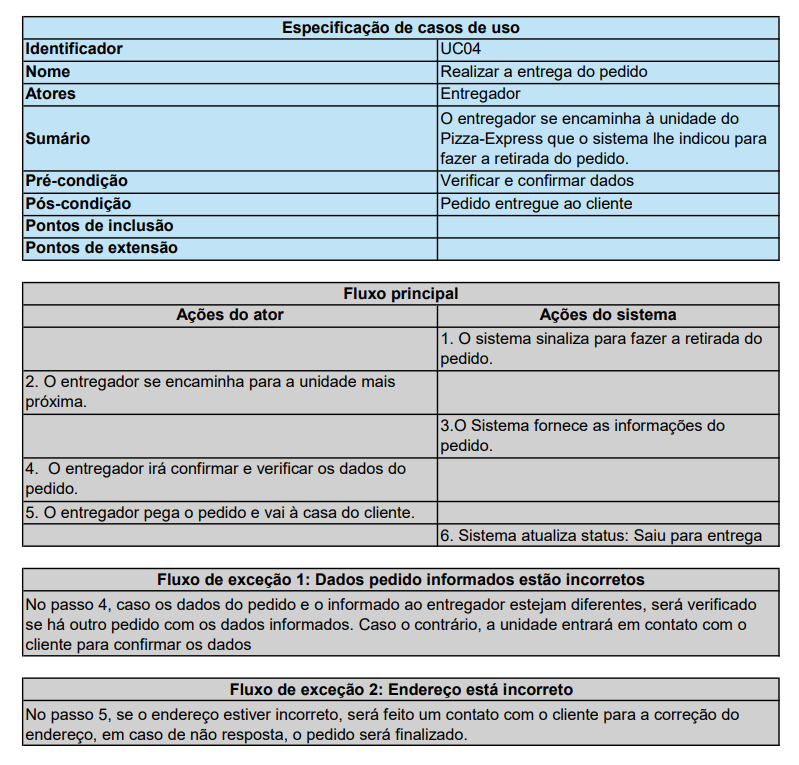 Especificação de casos de uso
Identificador UC04
Nome Realizar a entrega do pedido
Atores Entregador
Sumário O entregador se encaminha à unidade do
Pizza-Express que o sistema lhe indicou para
fazer a retirada do pedido.
Pré-condição Verificar e confirmar dados
Pós-condição Pedido entregue ao cliente
Pontos de inclusão
Pontos de extensão
Fluxo principal
Ações do ator Ações do sistema
1. O sistema sinaliza para fazer a retirada do
pedido.
2. O entregador se encaminha para a unidade mais
próxima.
3.O Sistema fornece as informações do
pedido.
4. O entregador irá confirmar e verificar os dados do
pedido.
5. O entregador pega o pedido e vai à casa do cliente.
6. Sistema atualiza status: Saiu para entrega
Fluxo de exceção 1: Dados pedido informados estão incorretos
No passo 4, caso os dados do pedido e o informado ao entregador estejam diferentes, será verificado
se há outro pedido com os dados informados. Caso o contrário, a unidade entrará em contato com o
cliente para confirmar os dados
Fluxo de exceção 2: Endereço está incorreto
No passo 5, se o endereço estiver incorreto, será feito um contato com o cliente para a correção do
endereço, em caso de não resposta, o pedido será finalizado.